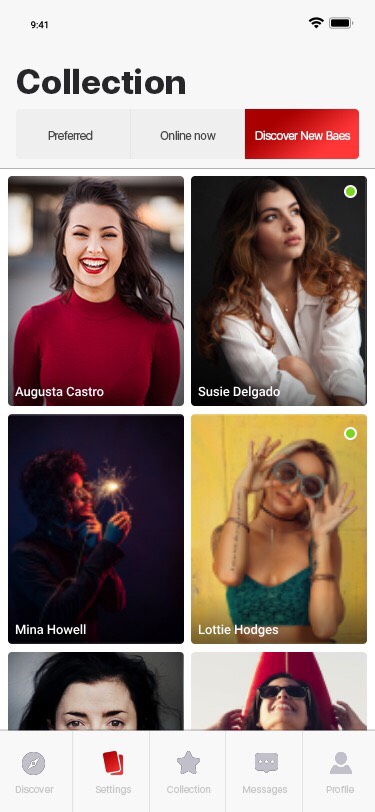 9:41
Collection
Preferred
Online now
Discover New Baes
Augusta Castro
Susie Delgado
Mina Howell
Lottie Hodges
Discover
Settings
Collection
Messages
Profile